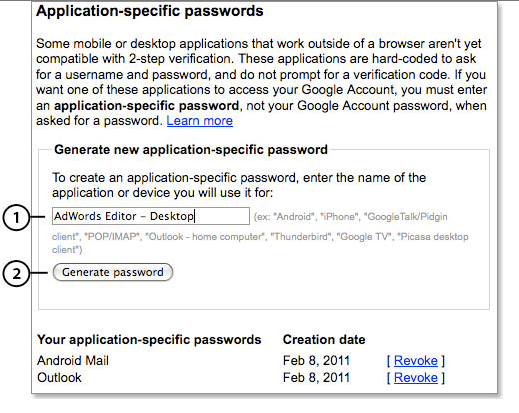 Application-specific passwords
Some mobile or desktop applications that work outside of a browser aren't yet
compatible with 2-step verification. These applications are hard-coded to ask
for a username and password, and do not prompt for a verification code. If you
want one of these applications to access your Google Account, you must enter
an application-specific password, not your Google Account password, when
asked for a password. Learn more
Generate new application-specific password
To create an application-specific password, enter the name of the
application or device you will use it for:
1 AdWords Editor – Desktop (ex: "Android", "iPhone", "GoogleTalk/Pidgin
client", "POP/IMAP", "Outlook - home computer", "Thunderbird", "Google TV", "Picasa desktop
client")
2 Generate password
Your application-specific passwords Creation date
Android Mail Feb 8, 2011 [ Revoke ]
Outlook Feb 8, 2011 [ Revoke ]